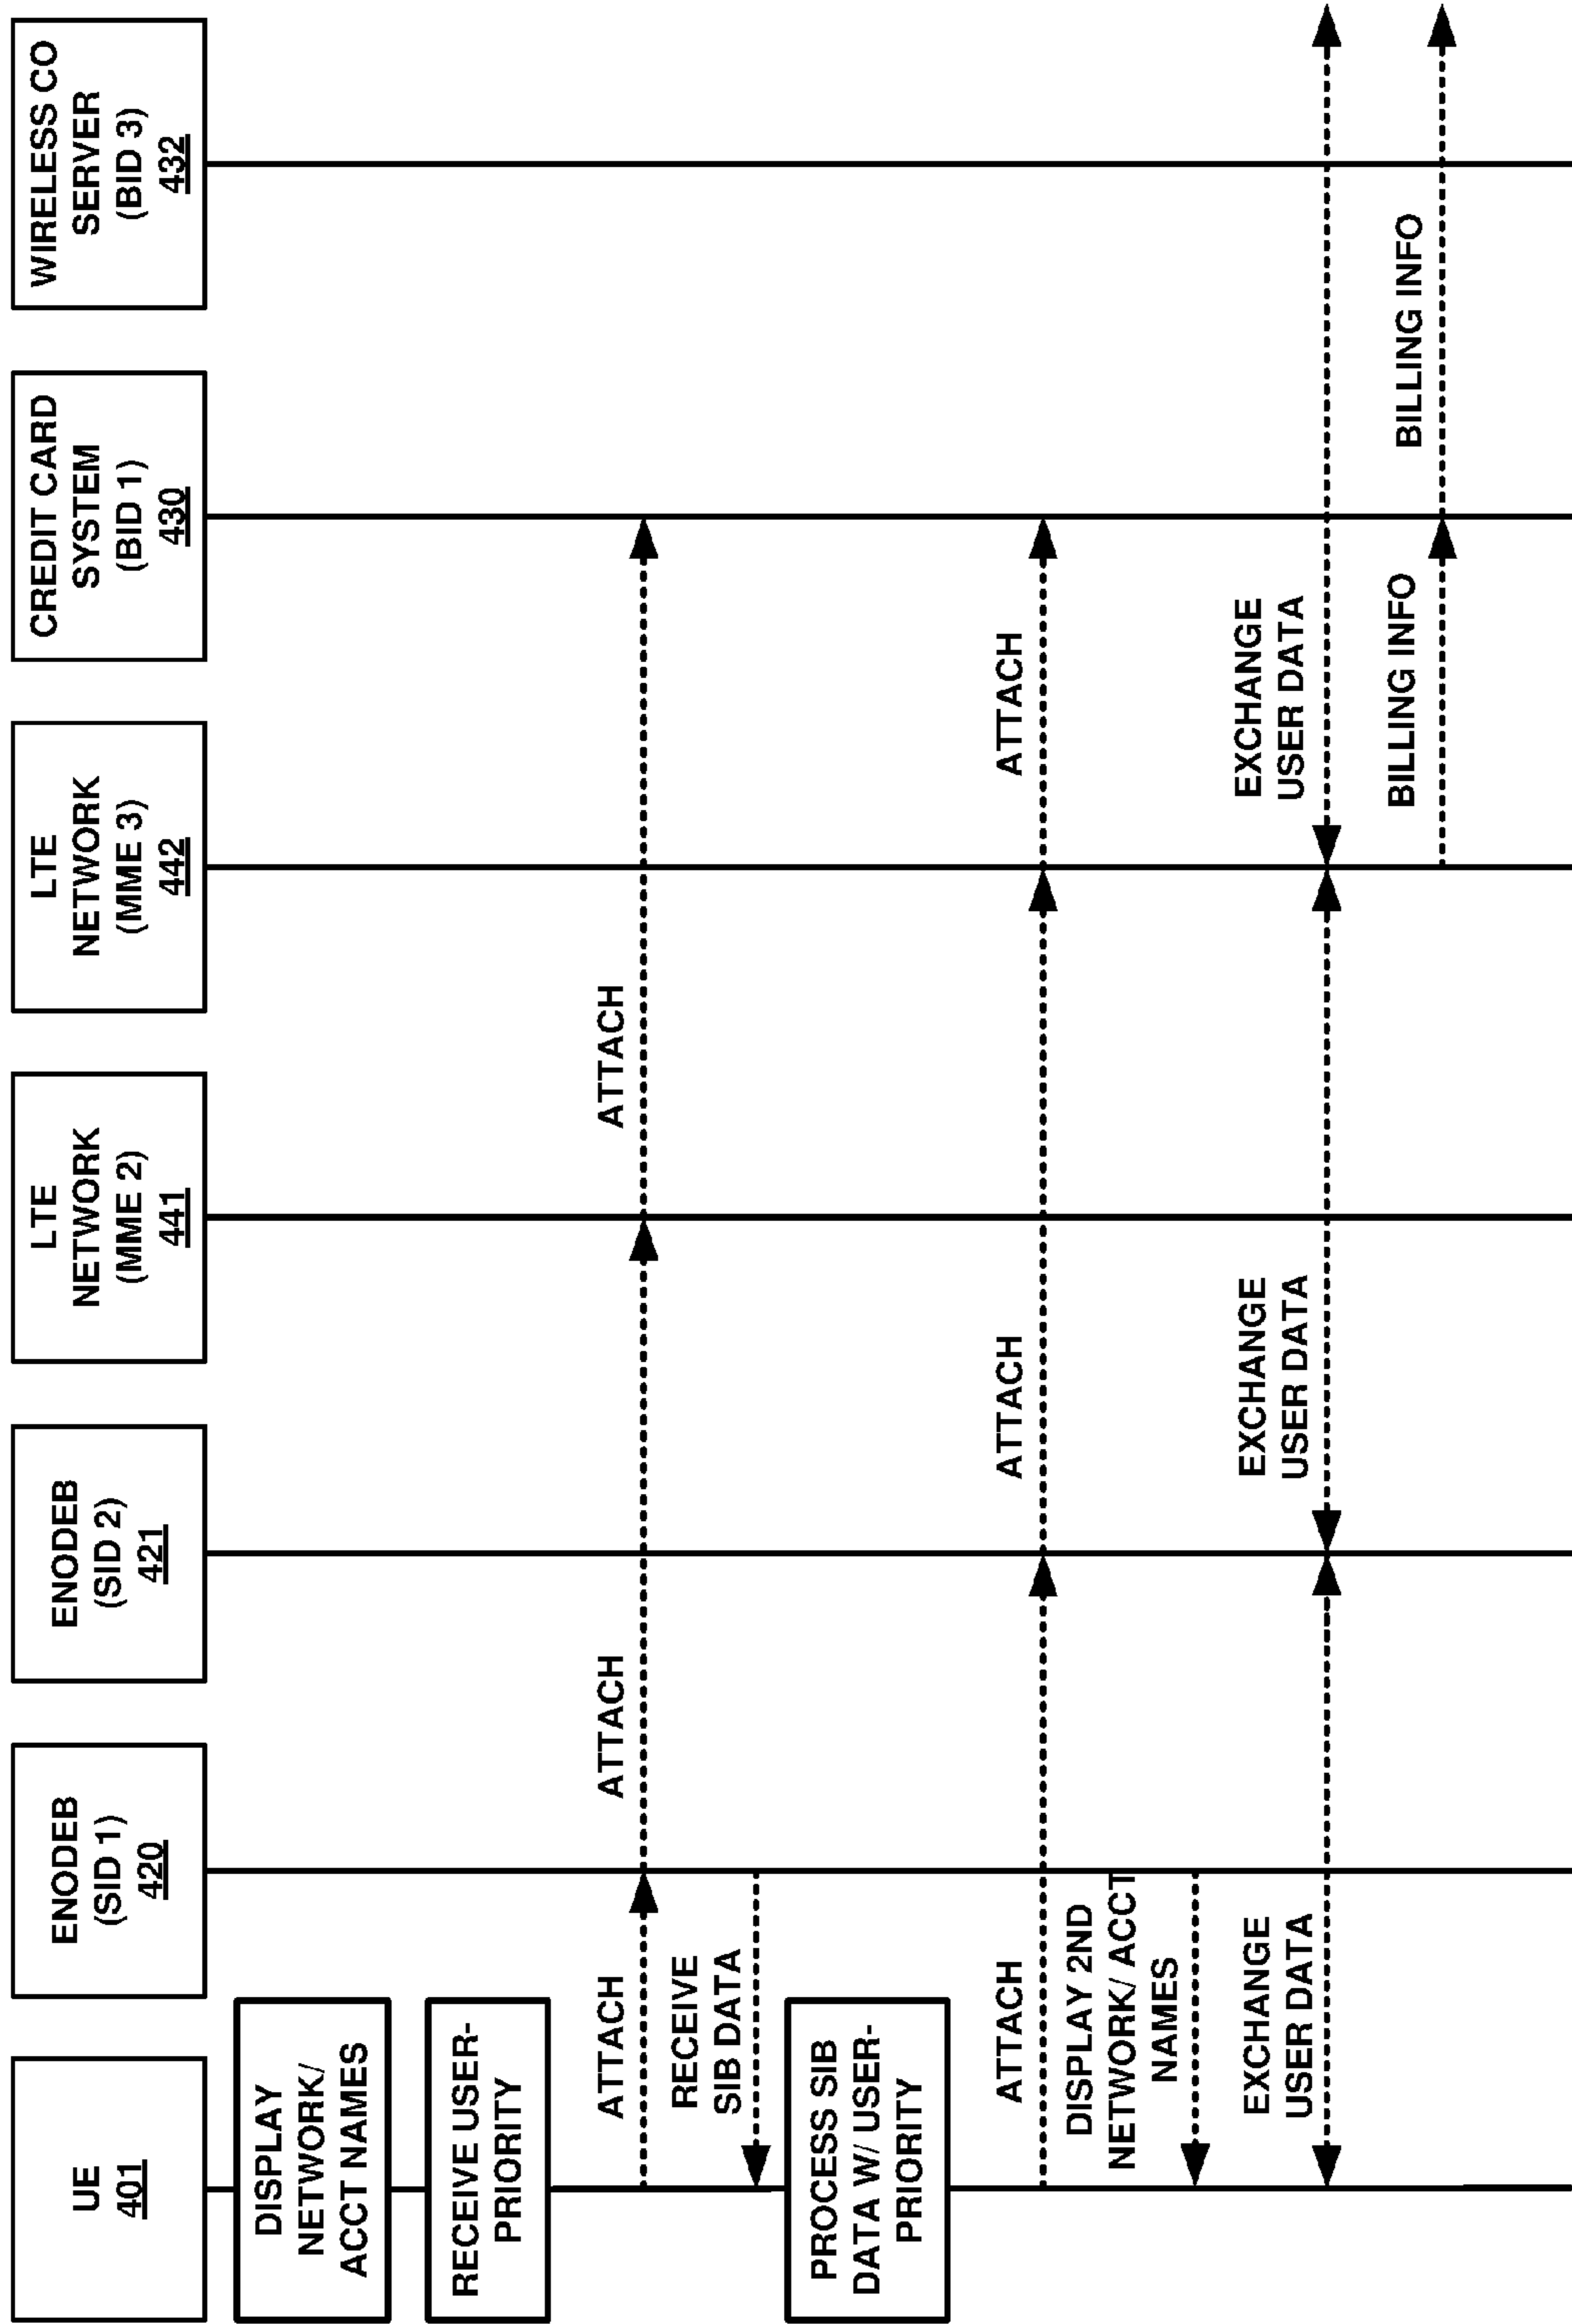 UE
401
ENODEB
(SID 1)
420
ENODEB
(SID 2)
421
LTE
NETWORK
(MME 2)
441
LTE
NETWORK
(MME 3)
442
CREDIT CARD
SYSTEM
(BID 1)
430
WIRELESS CO
SERVER
(BID 3)
432
DISPLAY
NETWORK/
ACCT NAMES
RECEIVE USER-
PRIORITY
ATTACH
ATTACH
ATTACH
RECEIVE
SIB DATA
PROCESS SIB
DATA W/ USER-
PRIORITY
ATTACH
ATTACH
ATTACH
DISPLAY 2ND
NETWORK/ ACCT
NAMES
EXCHANGE
USER DATA
EXCHANGE
USER DATA
EXCHANGE
USER DATA
BILLING INFO
BILLING INFO